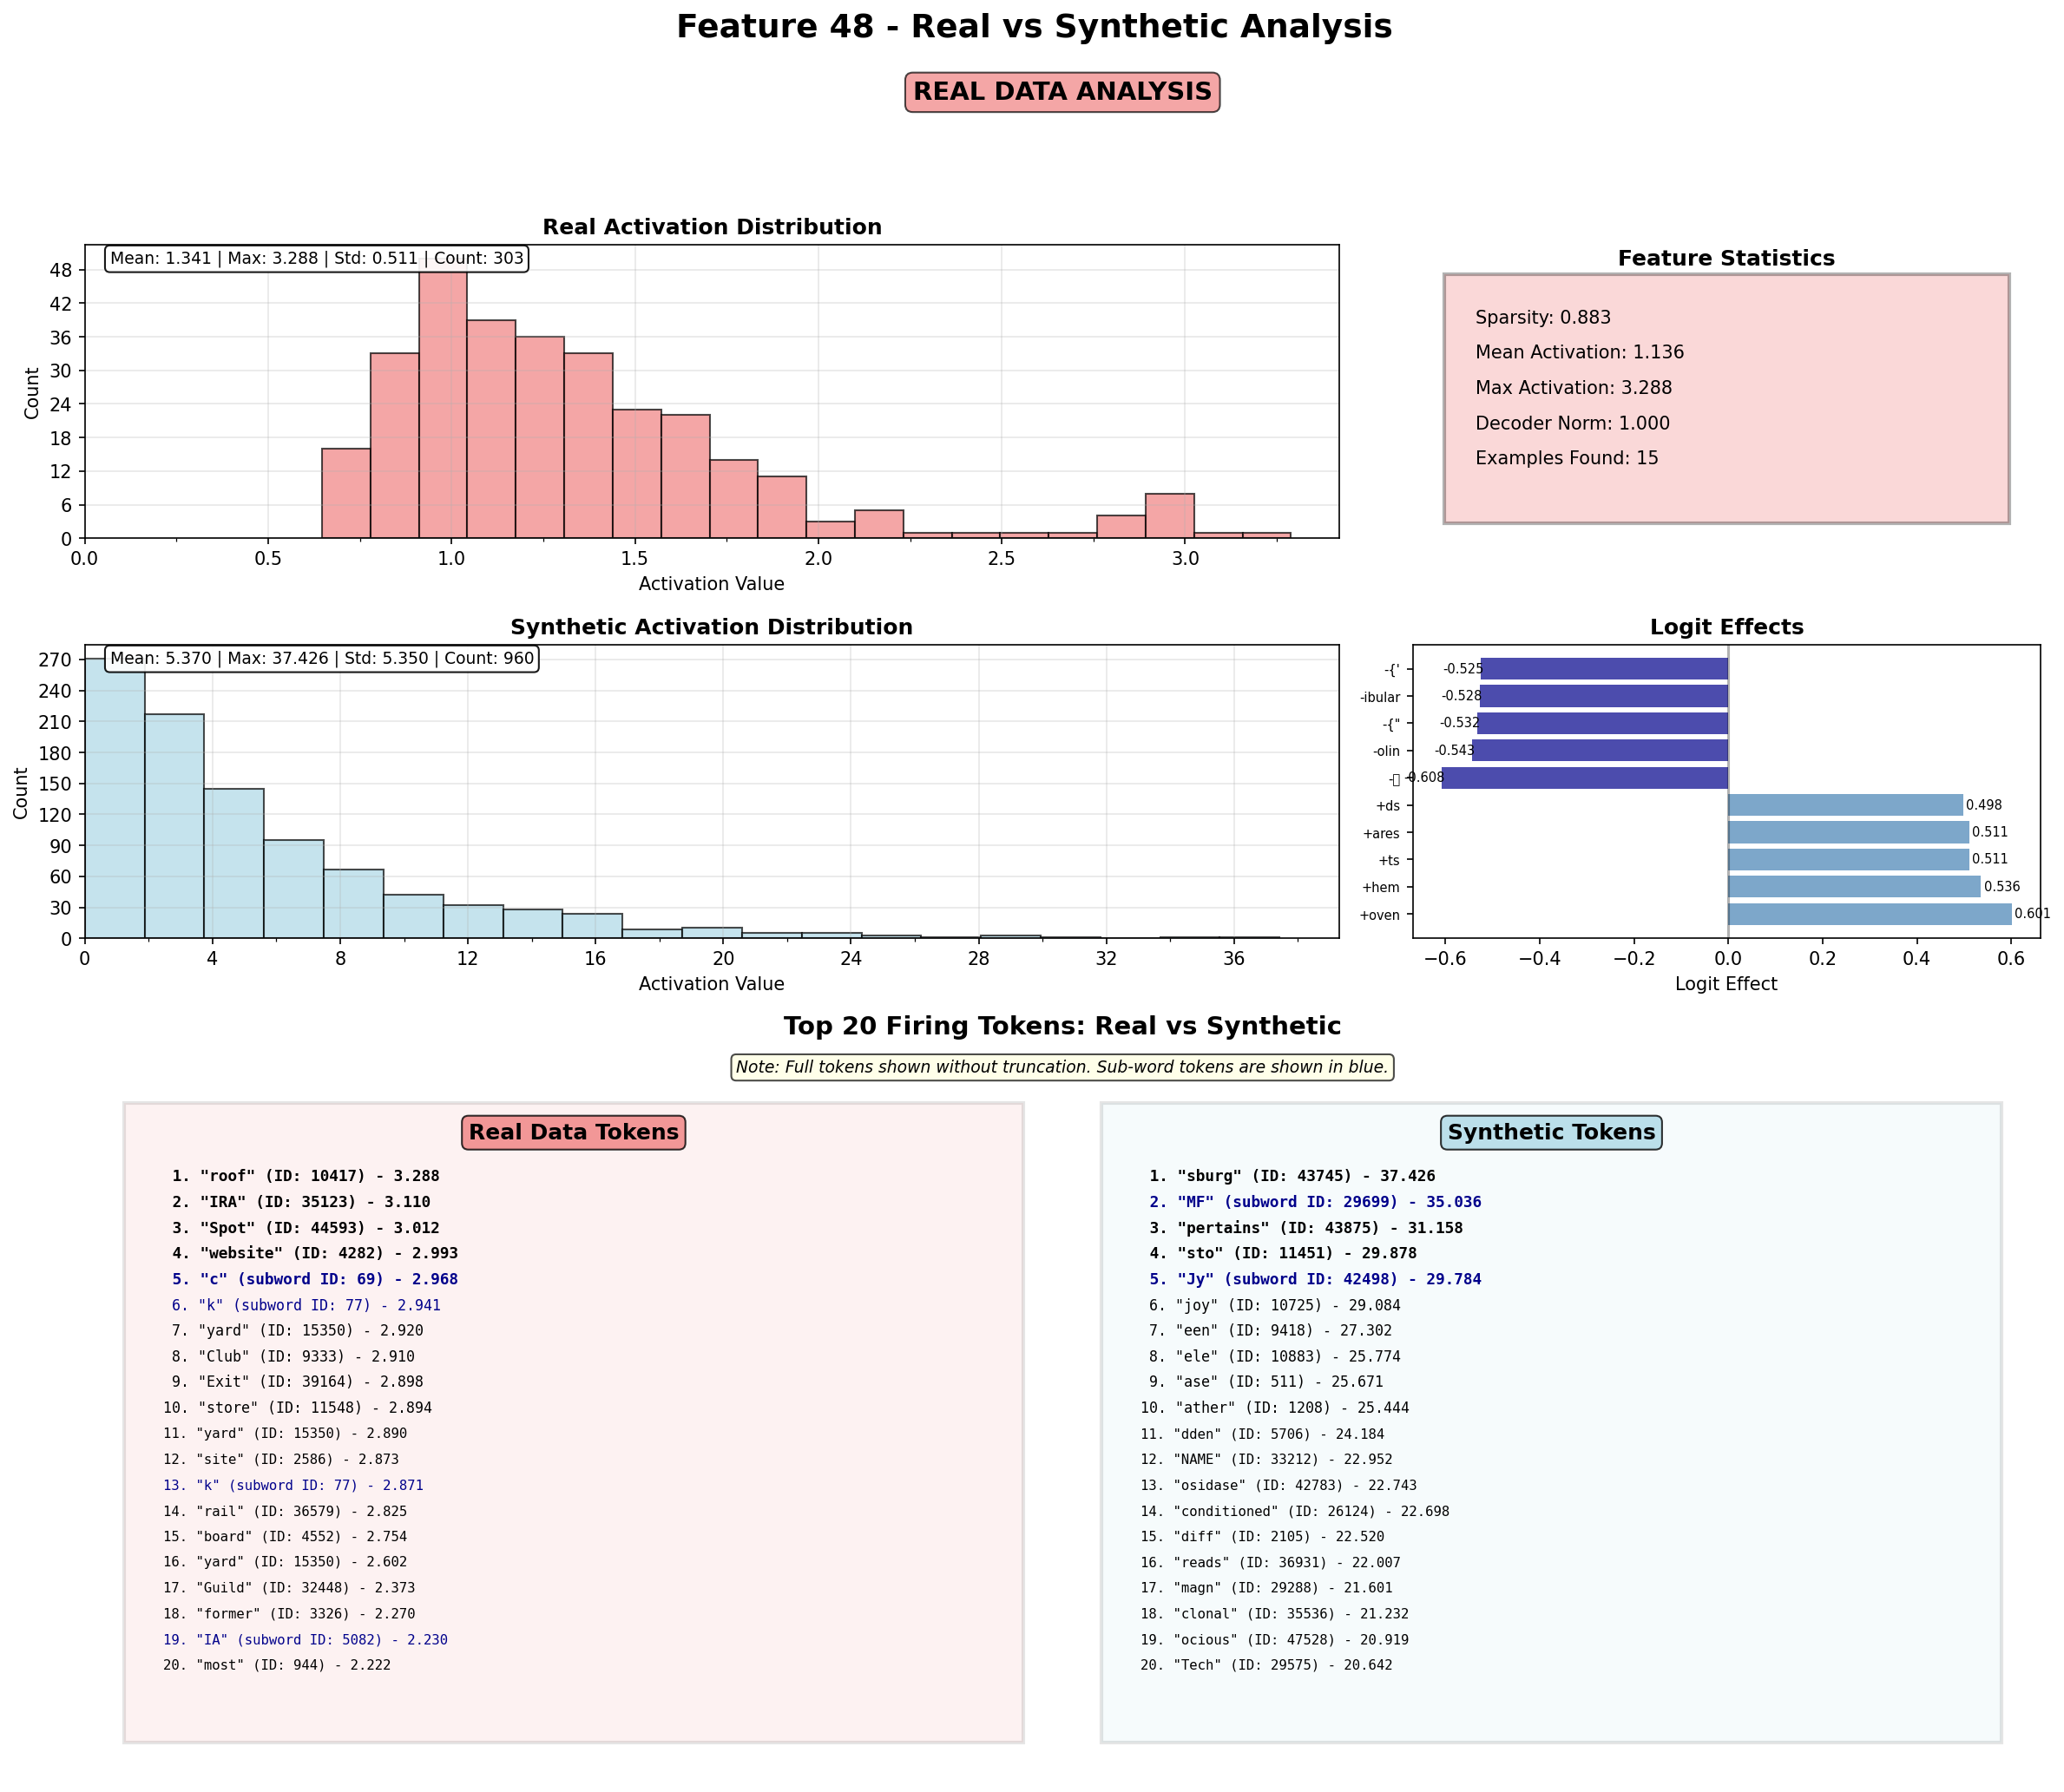 Feature 48 - Real vs Synthetic Analysis
REAL DATA ANALYSIS
Real Activation Distribution
Mean: 1.341 | Max: 3.288 | Std: 0.511 | Count: 303
48
42
36
30
24
18
12
6
0
Count
0.0 0.5 1.0 1.5 2.0 2.5 3.0
Activation Value
Feature Statistics
Sparsity: 0.883
Mean Activation: 1.136
Max Activation: 3.288
Decoder Norm: 1.000
Examples Found: 15
Synthetic Activation Distribution
Mean: 5.370 | Max: 37.426 | Std: 5.350 | Count: 960
270
240
210
180
150
120
90
60
30
0
Count
0 4 8 12 16 20 24 28 32 36
Activation Value
Logit Effects
-{' -0.525
-ibular -0.528
-{" -0.532
-olin -0.543
-▯ -0.608
+ds 0.498
+ares 0.511
+ts 0.511
+hem 0.536
+oven 0.601
−0.6 −0.4 −0.2 0.0 0.2 0.4 0.6
Logit Effect
Top 20 Firing Tokens: Real vs Synthetic
Note: Full tokens shown without truncation. Sub-word tokens are shown in blue.
Real Data Tokens
1. "roof" (ID: 10417) - 3.288
2. "IRA" (ID: 35123) - 3.110
3. "Spot" (ID: 44593) - 3.012
4. "website" (ID: 4282) - 2.993
5. "c" (subword ID: 69) - 2.968
6. "k" (subword ID: 77) - 2.941
7. "yard" (ID: 15350) - 2.920
8. "Club" (ID: 9333) - 2.910
9. "Exit" (ID: 39164) - 2.898
10. "store" (ID: 11548) - 2.894
11. "yard" (ID: 15350) - 2.890
12. "site" (ID: 2586) - 2.873
13. "k" (subword ID: 77) - 2.871
14. "rail" (ID: 36579) - 2.825
15. "board" (ID: 4552) - 2.754
16. "yard" (ID: 15350) - 2.602
17. "Guild" (ID: 32448) - 2.373
18. "former" (ID: 3326) - 2.270
19. "IA" (subword ID: 5082) - 2.230
20. "most" (ID: 944) - 2.222
Synthetic Tokens
1. "sburg" (ID: 43745) - 37.426
2. "MF" (subword ID: 29699) - 35.036
3. "pertains" (ID: 43875) - 31.158
4. "sto" (ID: 11451) - 29.878
5. "Jy" (subword ID: 42498) - 29.784
6. "joy" (ID: 10725) - 29.084
7. "een" (ID: 9418) - 27.302
8. "ele" (ID: 10883) - 25.774
9. "ase" (ID: 511) - 25.671
10. "ather" (ID: 1208) - 25.444
11. "dden" (ID: 5706) - 24.184
12. "NAME" (ID: 33212) - 22.952
13. "osidase" (ID: 42783) - 22.743
14. "conditioned" (ID: 26124) - 22.698
15. "diff" (ID: 2105) - 22.520
16. "reads" (ID: 36931) - 22.007
17. "magn" (ID: 29288) - 21.601
18. "clonal" (ID: 35536) - 21.232
19. "ocious" (ID: 47528) - 20.919
20. "Tech" (ID: 29575) - 20.642